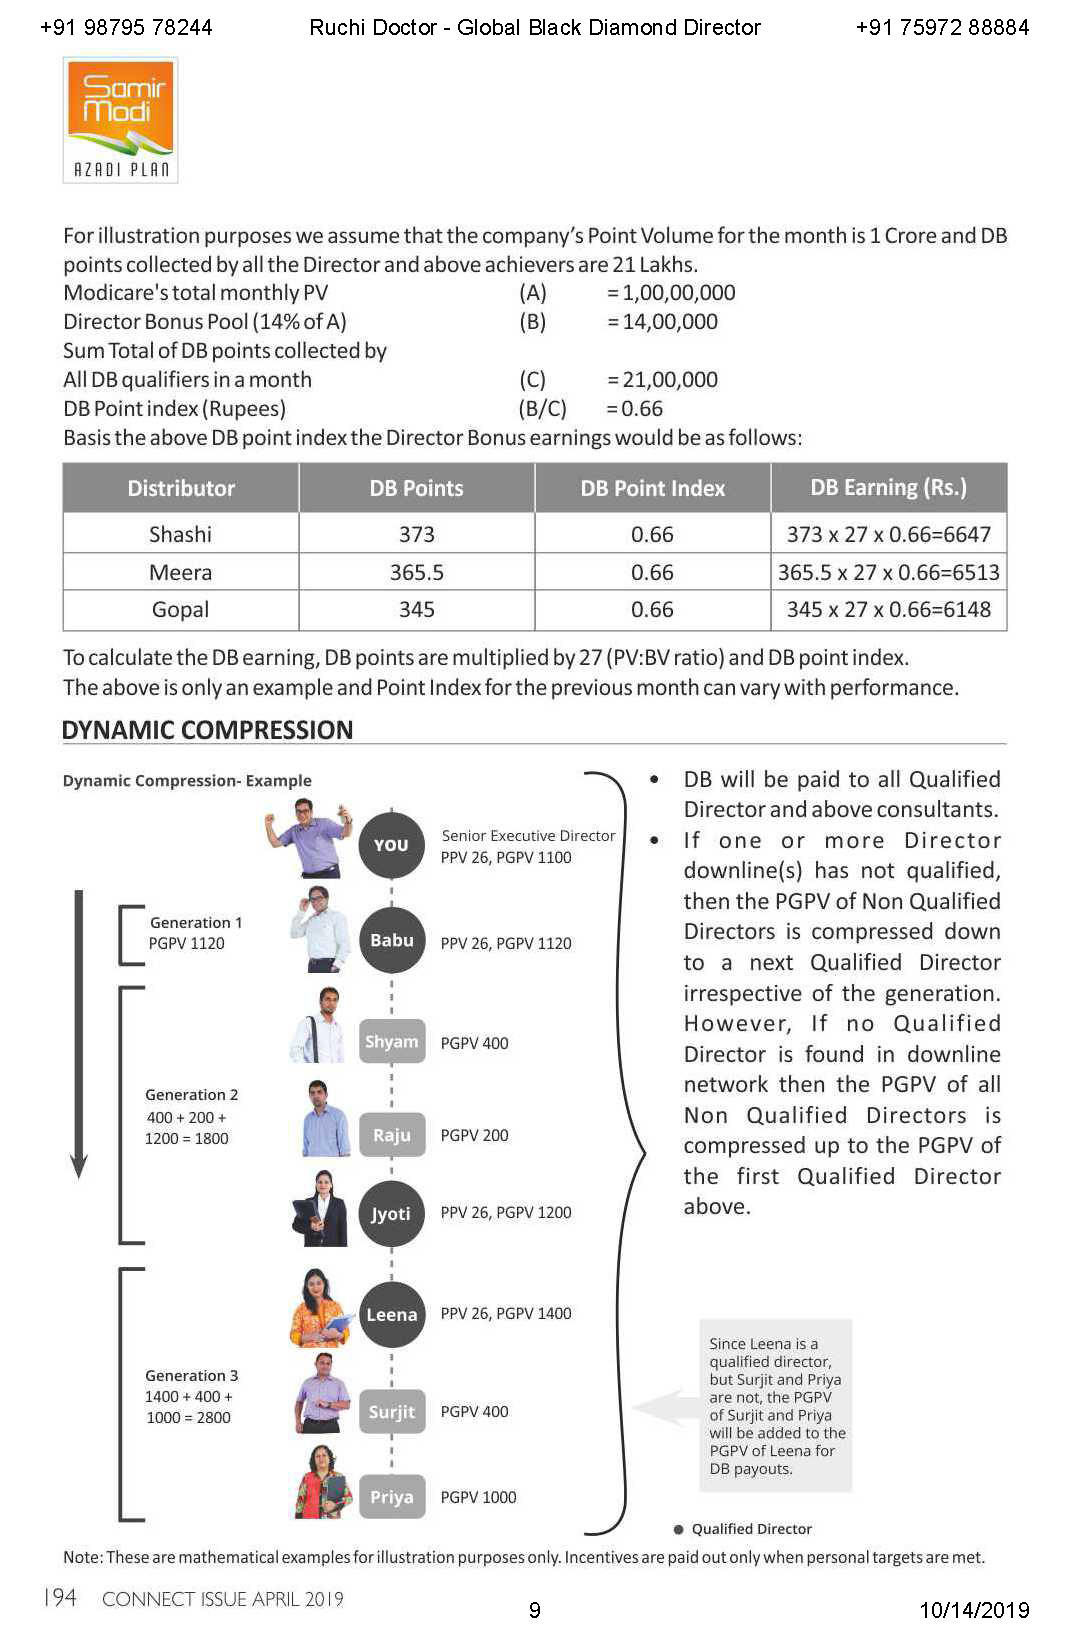 +91 98795 78244 Ruchi Doctor - Global Black Diamond Director +91 75972 88884
Samir
Modi
AZADI PLAN
For illustration purposes we assume that the company's Point Volume for the month is 1 Crore and DB
points collected by all the Director and above achievers are 21 Lakhs.
Modicare's total monthly PV (A) = 1,00,00,000
Director Bonus Pool (14% of A) (B) = 14,00,000
Sum Total of DB points collected by
All DB qualifiers in a month (C) = 21,00,000
DB Point index (Rupees) (B/C) = 0.66
Basis the above DB point index the Director Bonus earnings would be as follows:
Distributor DB Points DB Point Index DB Earning (Rs.)
Shashi 373 0.66 373 x 27 x 0.66=6647
Meera 365.5 0.66 365.5 x 27 x 0.66=6513
Gopal 345 0.66 345 x 27 x 0.66=6148
To calculate the DB earning, DB points are multiplied by 27 (PV:BV ratio) and DB point index.
The above is only an example and Point Index for the previous month can vary with performance.
DYNAMIC COMPRESSION
Dynamic Compression- Example
YOU Senior Executive Director
PPV 26, PGPV 1100
Generation 1
PGPV 1120
Babu PPV 26, PGPV 1120
Shyam PGPV 400
Generation 2
400 + 200 +
1200 = 1800
Raju PGPV 200
Jyoti PPV 26, PGPV 1200
Leena PPV 26, PGPV 1400
Generation 3
1400 + 400 +
1000 = 2800
Surjit PGPV 400
Priya PGPV 1000
• DB will be paid to all Qualified
Director and above consultants.
• If one or more Director
downline(s) has not qualified,
then the PGPV of Non Qualified
Directors is compressed down
to a next Qualified Director
irrespective of the generation.
However, If no Qualified
Director is found in downline
network then the PGPV of all
Non Qualified Directors is
compressed up to the PGPV of
the first Qualified Director
above.
Since Leena is a
qualified director,
but Surjit and Priya
are not, the PGPV
of Surjit and Priya
will be added to the
PGPV of Leena for
DB payouts.
● Qualified Director
Note: These are mathematical examples for illustration purposes only. Incentives are paid out only when personal targets are met.
194 CONNECT ISSUE APRIL 2019
9 10/14/2019